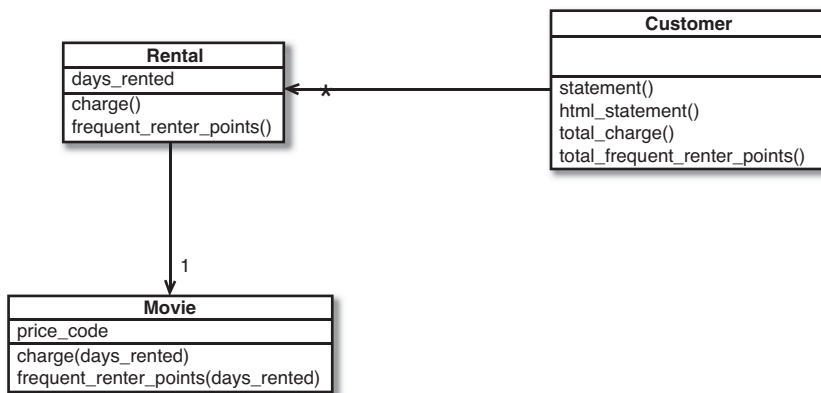 Customer
statement()
html_statement()
total_charge()
total_frequent_renter_points()
Rental
days_rented
charge()
frequent_renter_points()
*
1
Movie
price_code
charge(days_rented)
frequent_renter_points(days_rented)